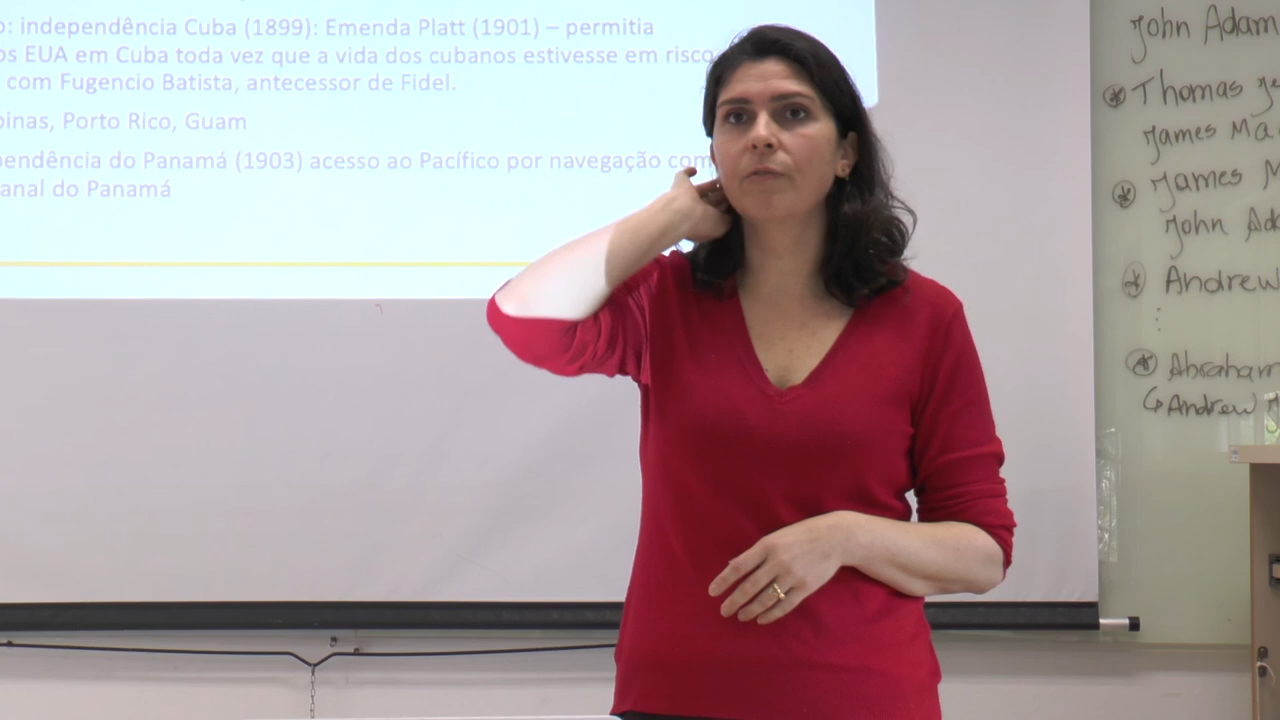 o: independência Cuba (1899): Emenda Platt (1901) – permitia
os EUA em Cuba toda vez que a vida dos cubanos estivesse em risco
com Fugencio Batista, antecessor de Fidel.
pinas, Porto Rico, Guam
pendência do Panamá (1903) acesso ao Pacífico por navegação com
anal do Panamá
John Adam
Thomas Je
James Ma
James M
John Ad
Andrew
Abraham
Andrew